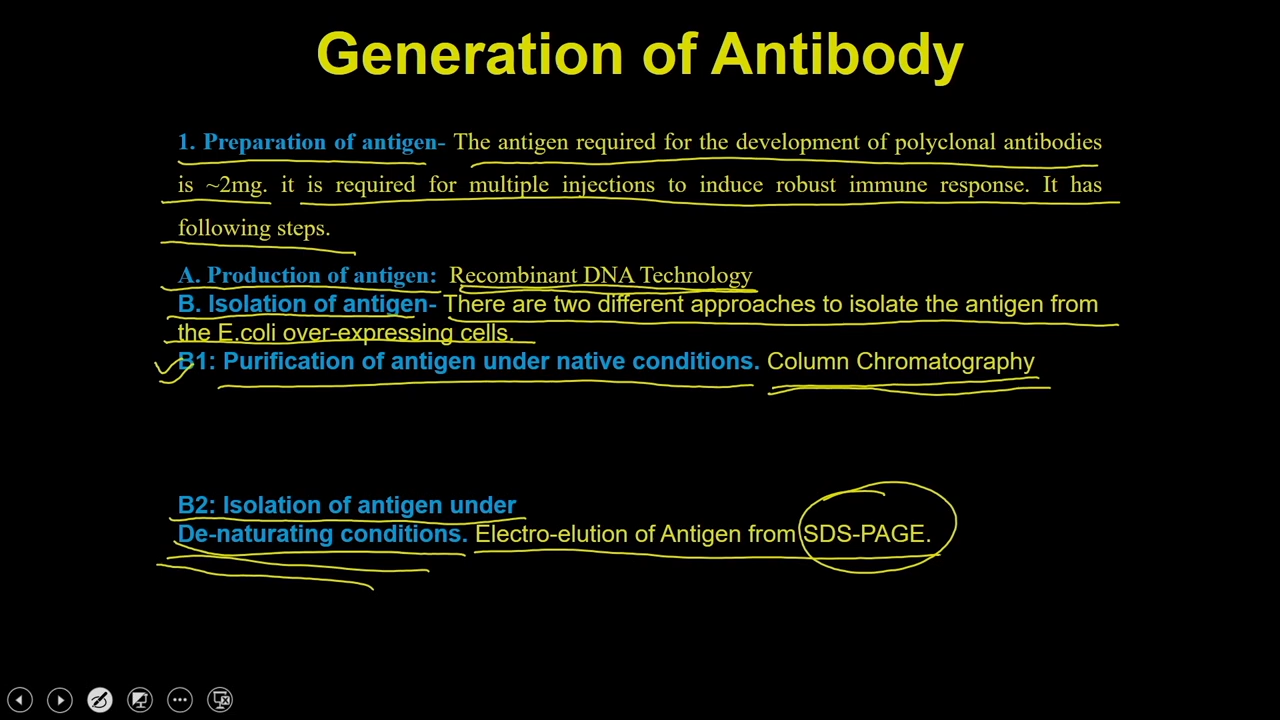 Generation of Antibody
1. Preparation of antigen- The antigen required for the development of polyclonal antibodies
is ~2mg. it is required for multiple injections to induce robust immune response. It has
following steps.
A. Production of antigen: Recombinant DNA Technology
B. Isolation of antigen- There are two different approaches to isolate the antigen from
the E.coli over-expressing cells.
B1: Purification of antigen under native conditions. Column Chromatography
B2: Isolation of antigen under
De-naturating conditions. Electro-elution of Antigen from SDS-PAGE.